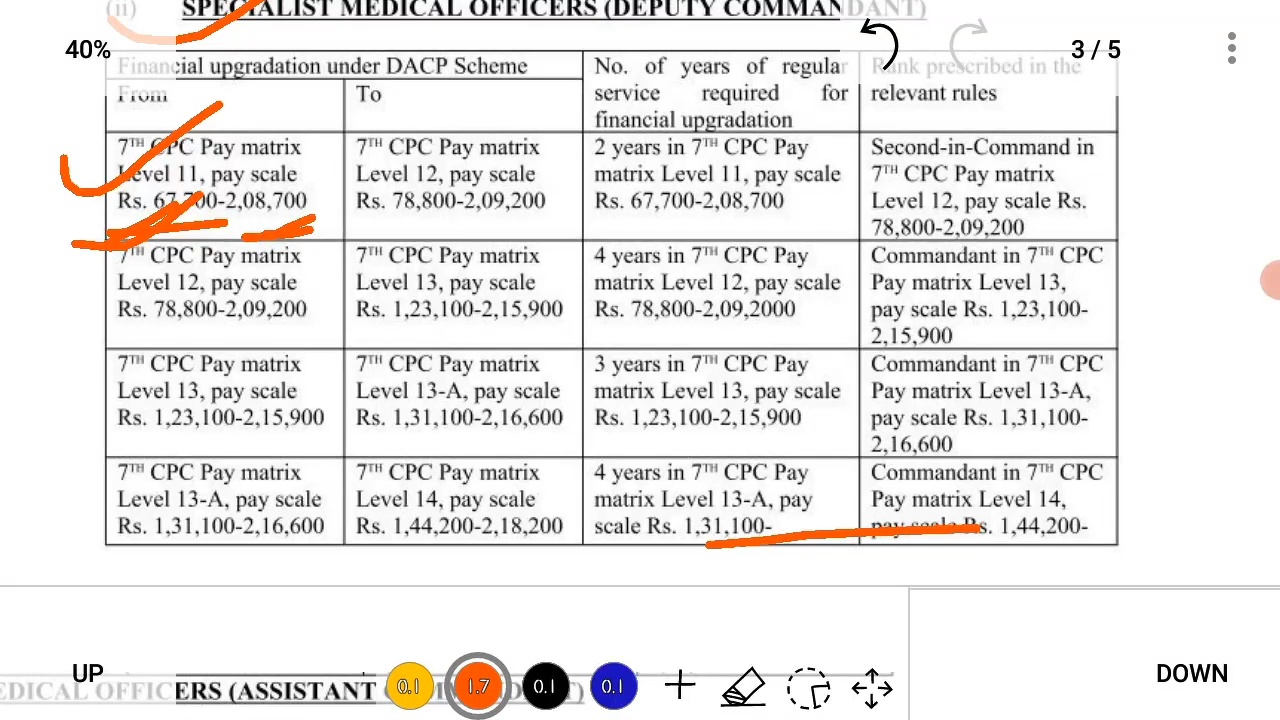 (ii) SPECIALIST MEDICAL OFFICERS (DEPUTY COMMANDANT)
40%
3 / 5
Financial upgradation under DACP Scheme
From
To
No. of years of regular
service required for
financial upgradation
Rank prescribed in the
relevant rules
7TH CPC Pay matrix
Level 11, pay scale
Rs. 67,700-2,08,700
7TH CPC Pay matrix
Level 12, pay scale
Rs. 78,800-2,09,200
2 years in 7TH CPC Pay
matrix Level 11, pay scale
Rs. 67,700-2,08,700
Second-in-Command in
7TH CPC Pay matrix
Level 12, pay scale Rs.
78,800-2,09,200
7TH CPC Pay matrix
Level 12, pay scale
Rs. 78,800-2,09,200
7TH CPC Pay matrix
Level 13, pay scale
Rs. 1,23,100-2,15,900
4 years in 7TH CPC Pay
matrix Level 12, pay scale
Rs. 78,800-2,09,2000
Commandant in 7TH CPC
Pay matrix Level 13,
pay scale Rs. 1,23,100-
2,15,900
7TH CPC Pay matrix
Level 13, pay scale
Rs. 1,23,100-2,15,900
7TH CPC Pay matrix
Level 13-A, pay scale
Rs. 1,31,100-2,16,600
3 years in 7TH CPC Pay
matrix Level 13, pay scale
Rs. 1,23,100-2,15,900
Commandant in 7TH CPC
Pay matrix Level 13-A,
pay scale Rs. 1,31,100-
2,16,600
7TH CPC Pay matrix
Level 13-A, pay scale
Rs. 1,31,100-2,16,600
7TH CPC Pay matrix
Level 14, pay scale
Rs. 1,44,200-2,18,200
4 years in 7TH CPC Pay
matrix Level 13-A, pay
scale Rs. 1,31,100-
Commandant in 7TH CPC
Pay matrix Level 14,
pay scale Rs. 1,44,200-
UP
0.1
1.7
0.1
0.1
DOWN
EDICAL OFFICERS (ASSISTANT